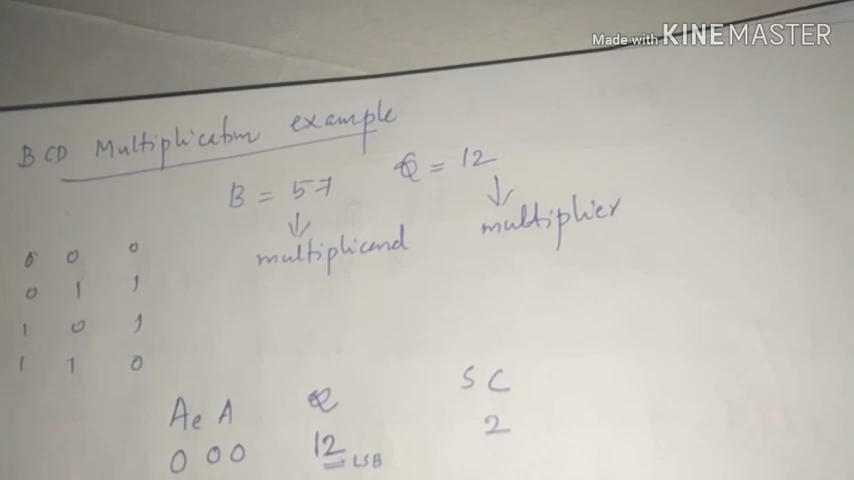 Made with KINEMASTER
BCD Multiplication example
B = 57 Q = 12
↓ ↓
multiplicand multiplier
0 0 0
0 1 1
1 0 1
1 1 0
Ae A Q SC
0 00 12 LSB 2